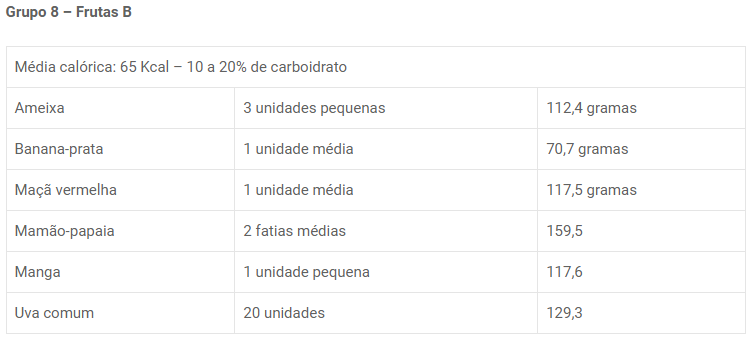 Grupo 8 – Frutas B
Média calórica: 65 Kcal – 10 a 20% de carboidrato
Ameixa 3 unidades pequenas 112,4 gramas
Banana-prata 1 unidade média 70,7 gramas
Maçã vermelha 1 unidade média 117,5 gramas
Mamão-papaia 2 fatias médias 159,5
Manga 1 unidade pequena 117,6
Uva comum 20 unidades 129,3